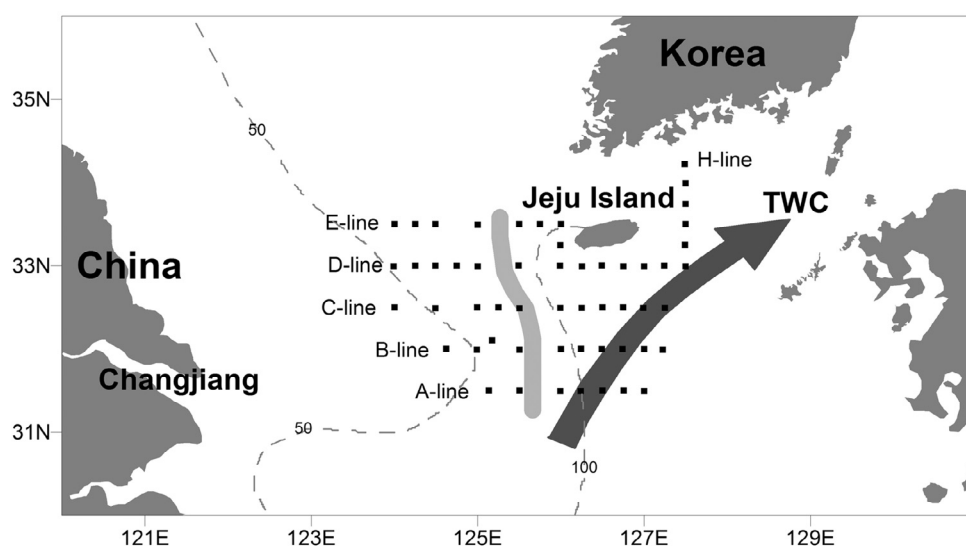 Korea
35N
50
H-line
Jeju Island
TWC
E-line
China
33N
D-line
C-line
B-line
Changjiang
A-line
31N
50
100
121E
123E
125E
127E
129E